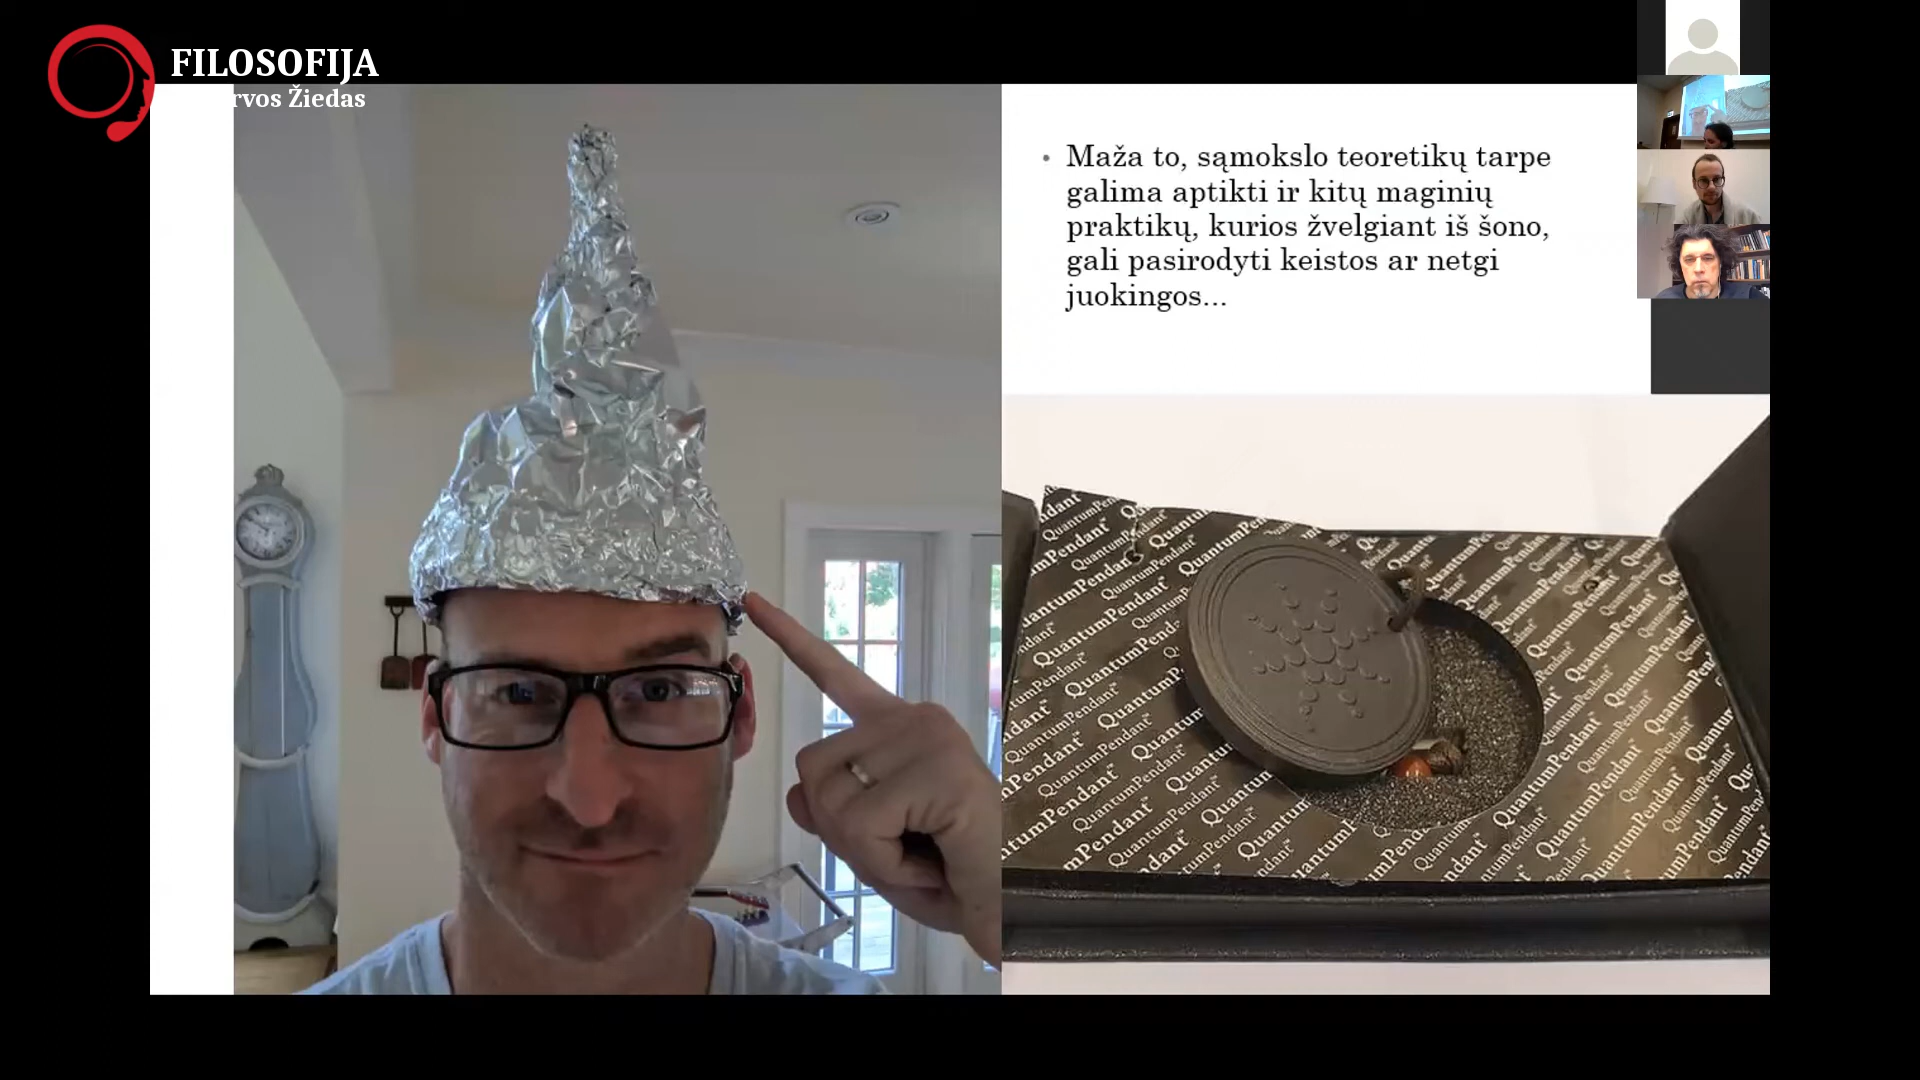 FILOSOFIJA
rvos Žiedas
• Maža to, sąmokslo teoretikų tarpe
galima aptikti ir kitų maginių
praktikų, kurios žvelgiant iš šono,
gali pasirodyti keistos ar netgi
juokingos...
QuantumPendant™